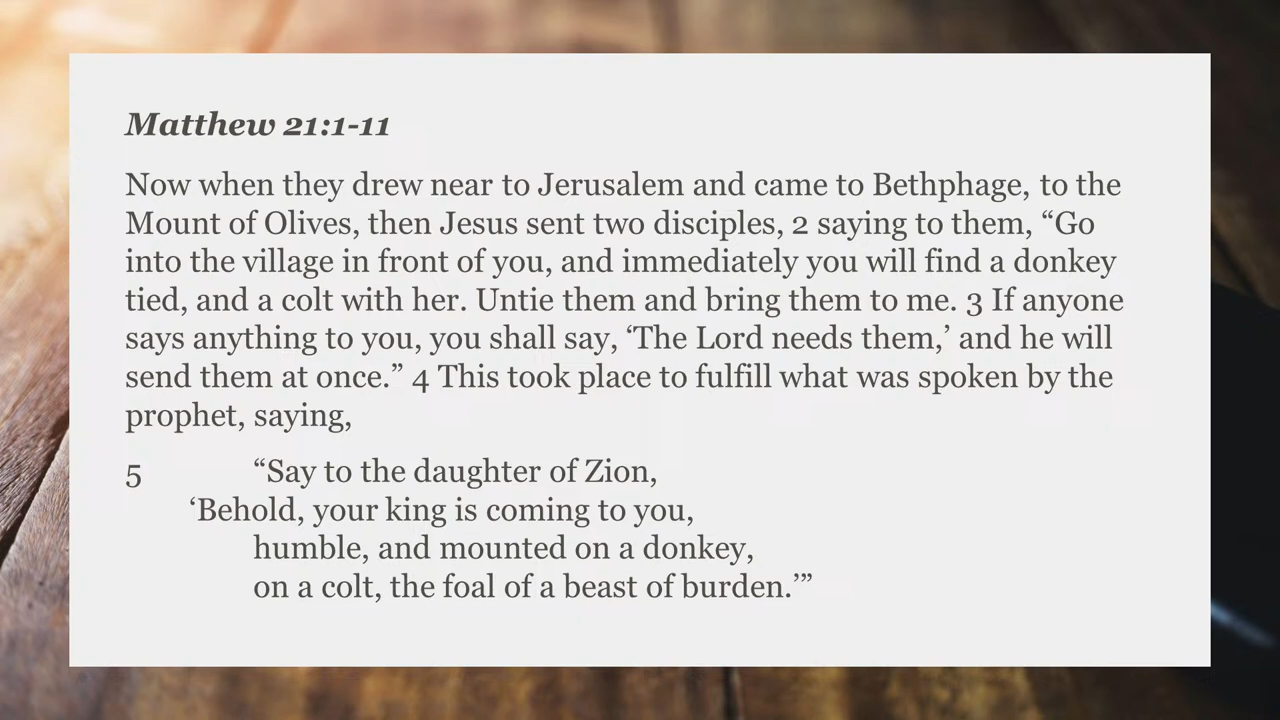 Matthew 21:1-11
Now when they drew near to Jerusalem and came to Bethphage, to the
Mount of Olives, then Jesus sent two disciples, 2 saying to them, “Go
into the village in front of you, and immediately you will find a donkey
tied, and a colt with her. Untie them and bring them to me. 3 If anyone
says anything to you, you shall say, ‘The Lord needs them,’ and he will
send them at once.” 4 This took place to fulfill what was spoken by the
prophet, saying,
5 “Say to the daughter of Zion,
‘Behold, your king is coming to you,
humble, and mounted on a donkey,
on a colt, the foal of a beast of burden.’”